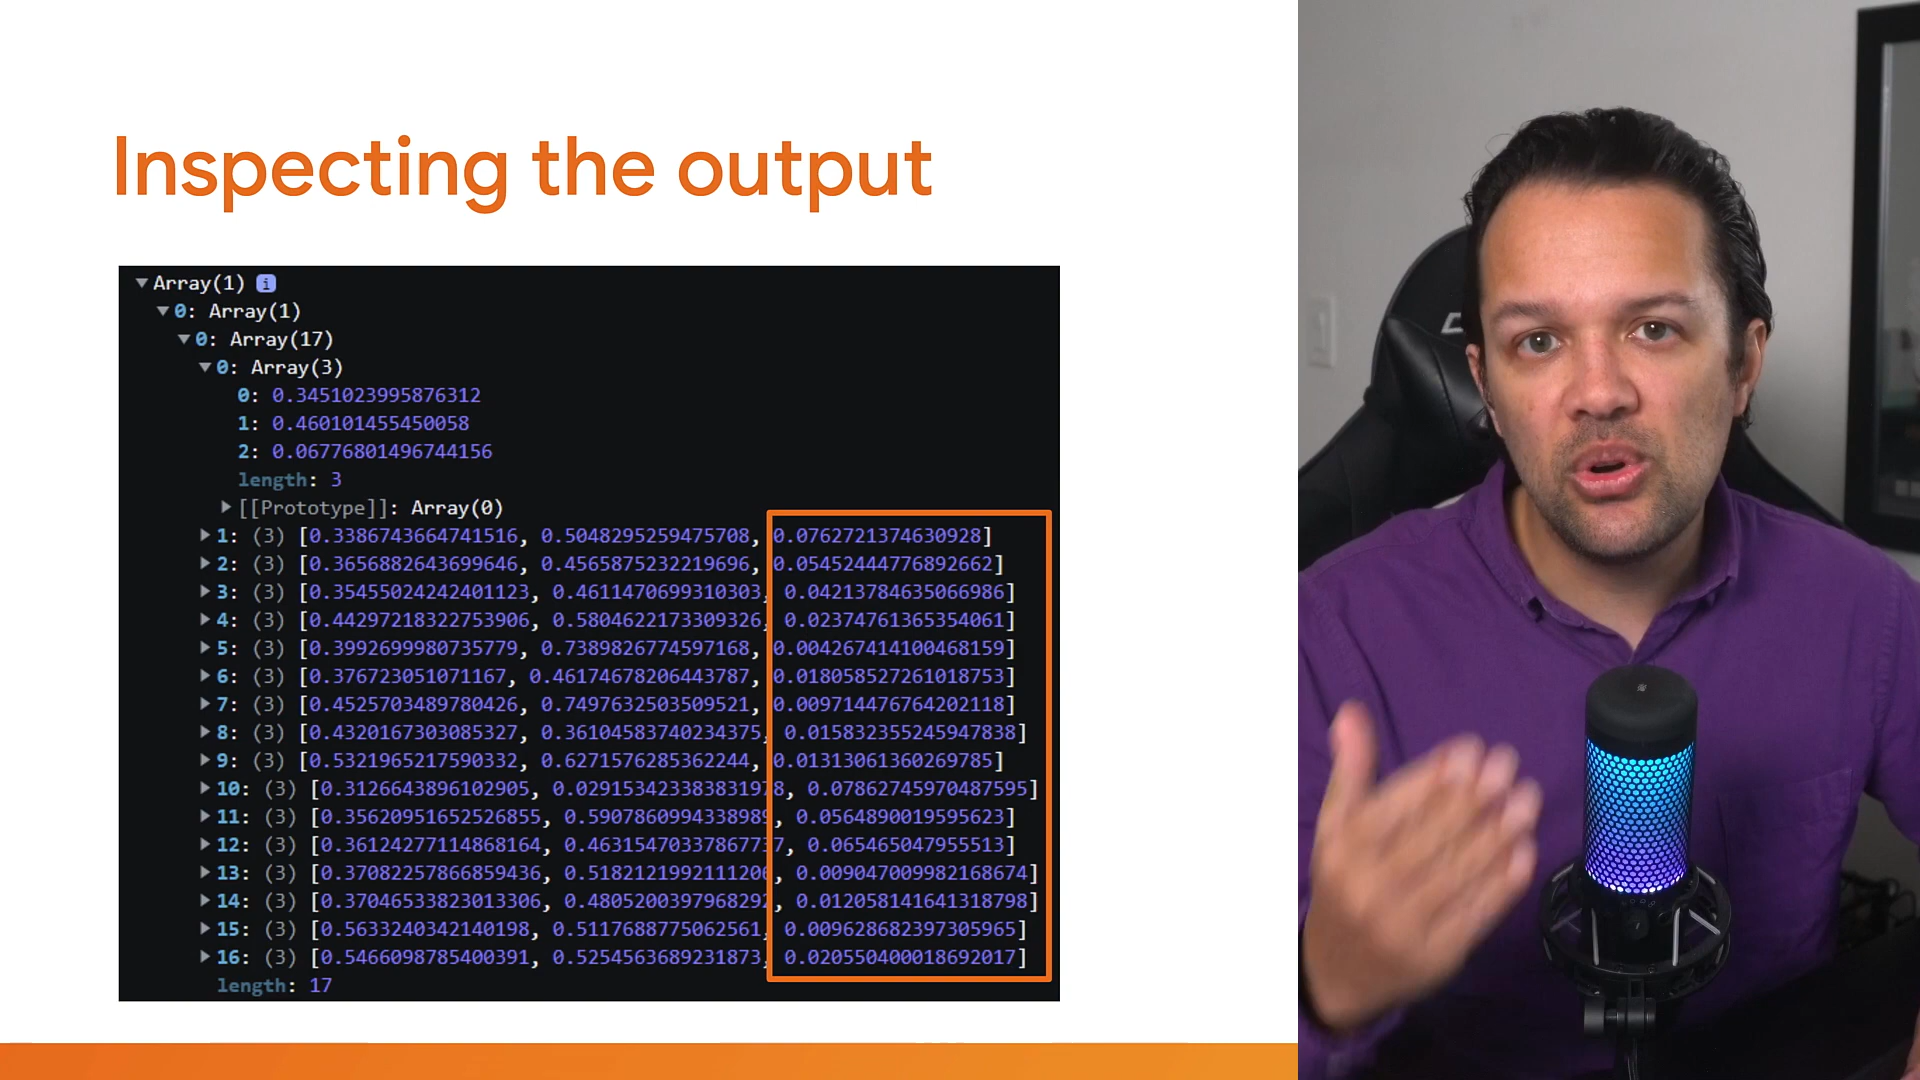 Inspecting the output
Array(1) i
0: Array(1)
0: Array(17)
0: Array(3)
0: 0.3451023995876312
1: 0.460101455450058
2: 0.06776801496744156
length: 3
[[Prototype]]: Array(0)
1: (3) [0.3386743664741516, 0.5048295259475708, 0.0762721374630928]
2: (3) [0.36568826436996​46, 0.4565875232219696, 0.05452444776892662]
3: (3) [0.35455024242401123, 0.4611470699310303, 0.04213784635066986]
4: (3) [0.44297218322753906, 0.5804622173309326, 0.02374761365354061]
5: (3) [0.3992699980735779, 0.7389826774597168, 0.004267414100468159]
6: (3) [0.376723051071167, 0.46174678206443787, 0.018058527261018753]
7: (3) [0.4525703489780426, 0.7497632503509521, 0.009714476764202118]
8: (3) [0.4320167303085327, 0.36104583740234375, 0.015832355245947838]
9: (3) [0.5321965217590332, 0.6271576285362244, 0.01313061360269785]
10: (3) [0.3126643896102905, 0.029153423383831978, 0.07862745970487595]
11: (3) [0.35620951652526855, 0.5907860994338989, 0.0564890019595623]
12: (3) [0.36124277114868164, 0.46315470337867737, 0.065465047955513]
13: (3) [0.37082257866859436, 0.5182121992111206, 0.009047009982168674]
14: (3) [0.37046533823013306, 0.4805200397968292, 0.012058141641318798]
15: (3) [0.5633240342140198, 0.5117688775062561, 0.009628682397305965]
16: (3) [0.5466098785400391, 0.5254563689231873, 0.020550400018692017]
length: 17